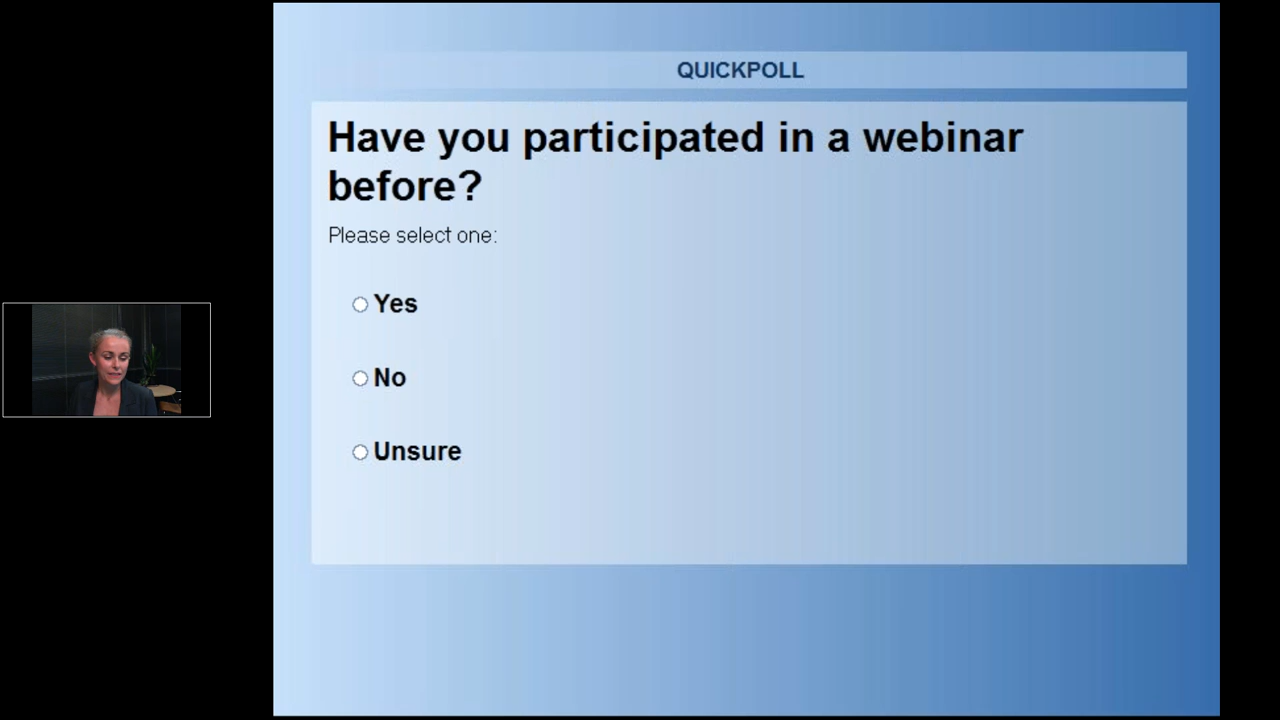 QUICKPOLL
Have you participated in a webinar
before?
Please select one:
Yes
No
Unsure